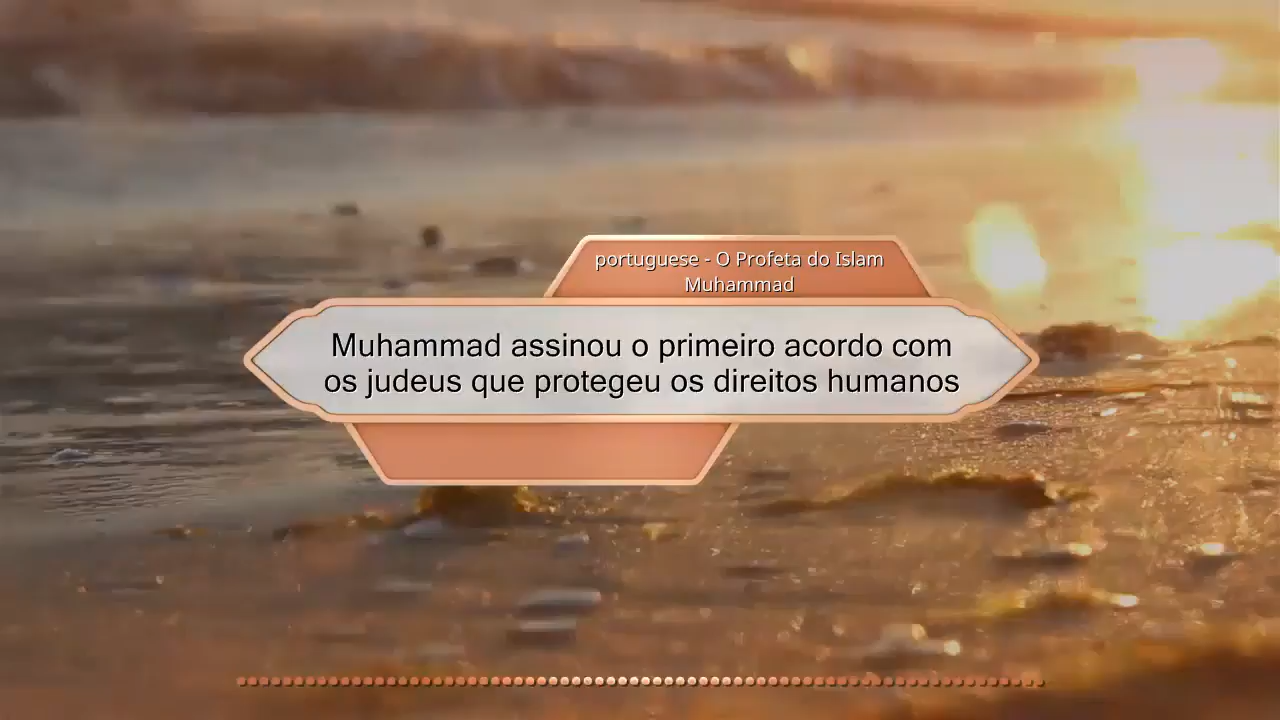 portuguese - O Profeta do Islam
Muhammad
Muhammad assinou o primeiro acordo com
os judeus que protegeu os direitos humanos